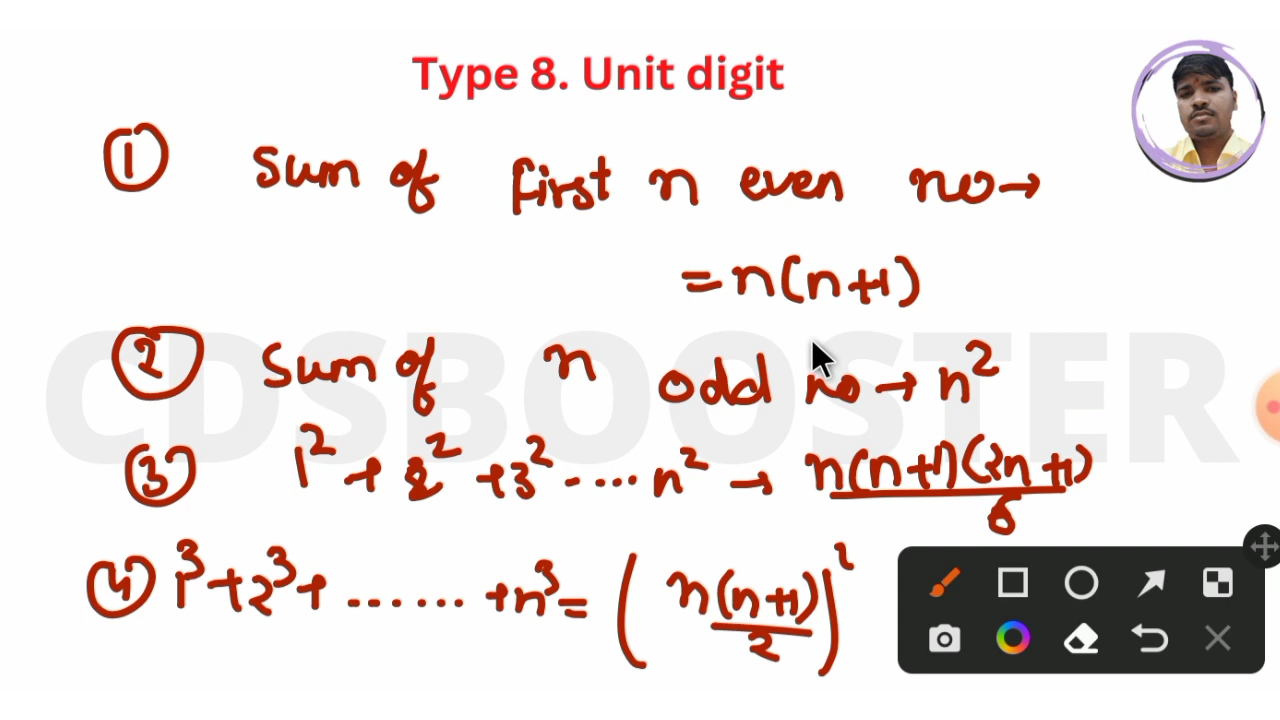 Type 8. Unit digit
① Sum of first n even no→
= n(n+1)
CDSBOOSTER
② Sum of n odd no → n²
③ 1² + 2² + 3² ..... n² → n(n+1)(2n+1)/6
④ 1³+2³+ ....... +n³= (n(n+1)/2)²